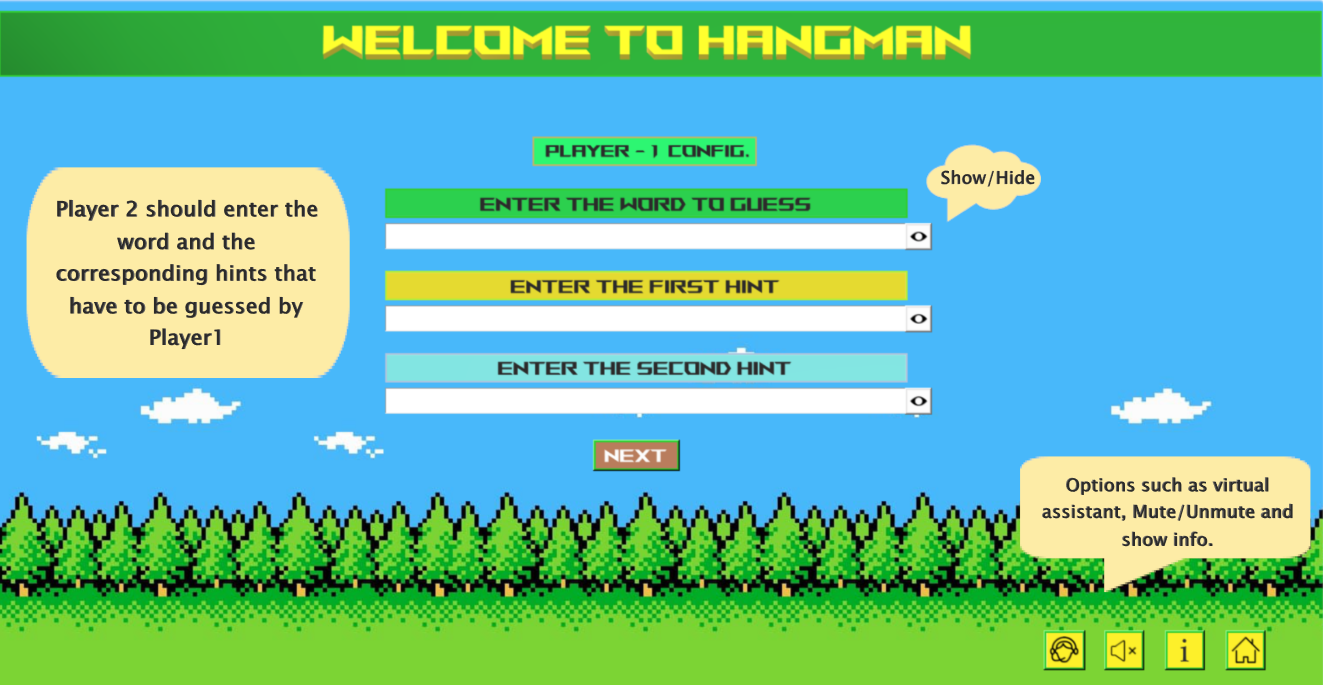 WELCOME TO HANGMAN
PLAYER - 1 CONFIG.
Show/Hide
ENTER THE WORD TO GUESS
Player 2 should enter the
word and the
corresponding hints that
have to be guessed by
Player1
ENTER THE FIRST HINT
ENTER THE SECOND HINT
NEXT
Options such as virtual
assistant, Mute/Unmute and
show info.
i